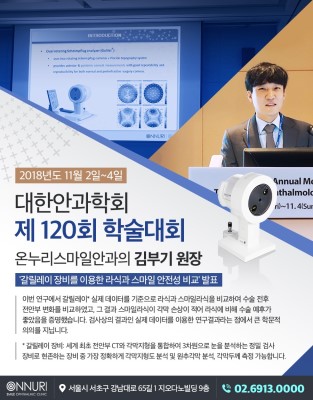 INTRODUCTION
ONNURI
Annual Me
phthalmolo
~11. 4(Sun
2018년도 11월 2일~4일
대한안과학회
제 120회 학술대회
온누리스마일안과의 김부기 원장
'갈릴레이 장비를 이용한 라식과 스마일 안전성 비교' 발표
이번 연구에서 갈릴레이* 실제 데이터를 기준으로 라식과 스마일라식을 비교하여 수술 전후
전안부 변화를 비교하였고, 그 결과 스마일라식이 각막 손상이 적어 라식에 비해 수술 예후가
좋았음을 증명했습니다. 검사상의 결과인 실제 데이터를 이용한 연구결과라는 점에서 큰 학문적
의의를 지닙니다.
* 갈릴레이 장비: 세계 최초 전안부 CT와 각막지형을 통합하여 3차원으로 눈을 분석하는 정밀 검사
장비로 현존하는 장비 중 가장 정확하게 각막지형도 분석 및 원추각막 분석, 각막두께 측정 가능합니다.
ONNURI
서울시 서초구 강남대로 65길 1 지오다노빌딩 9층
02.6913.0000